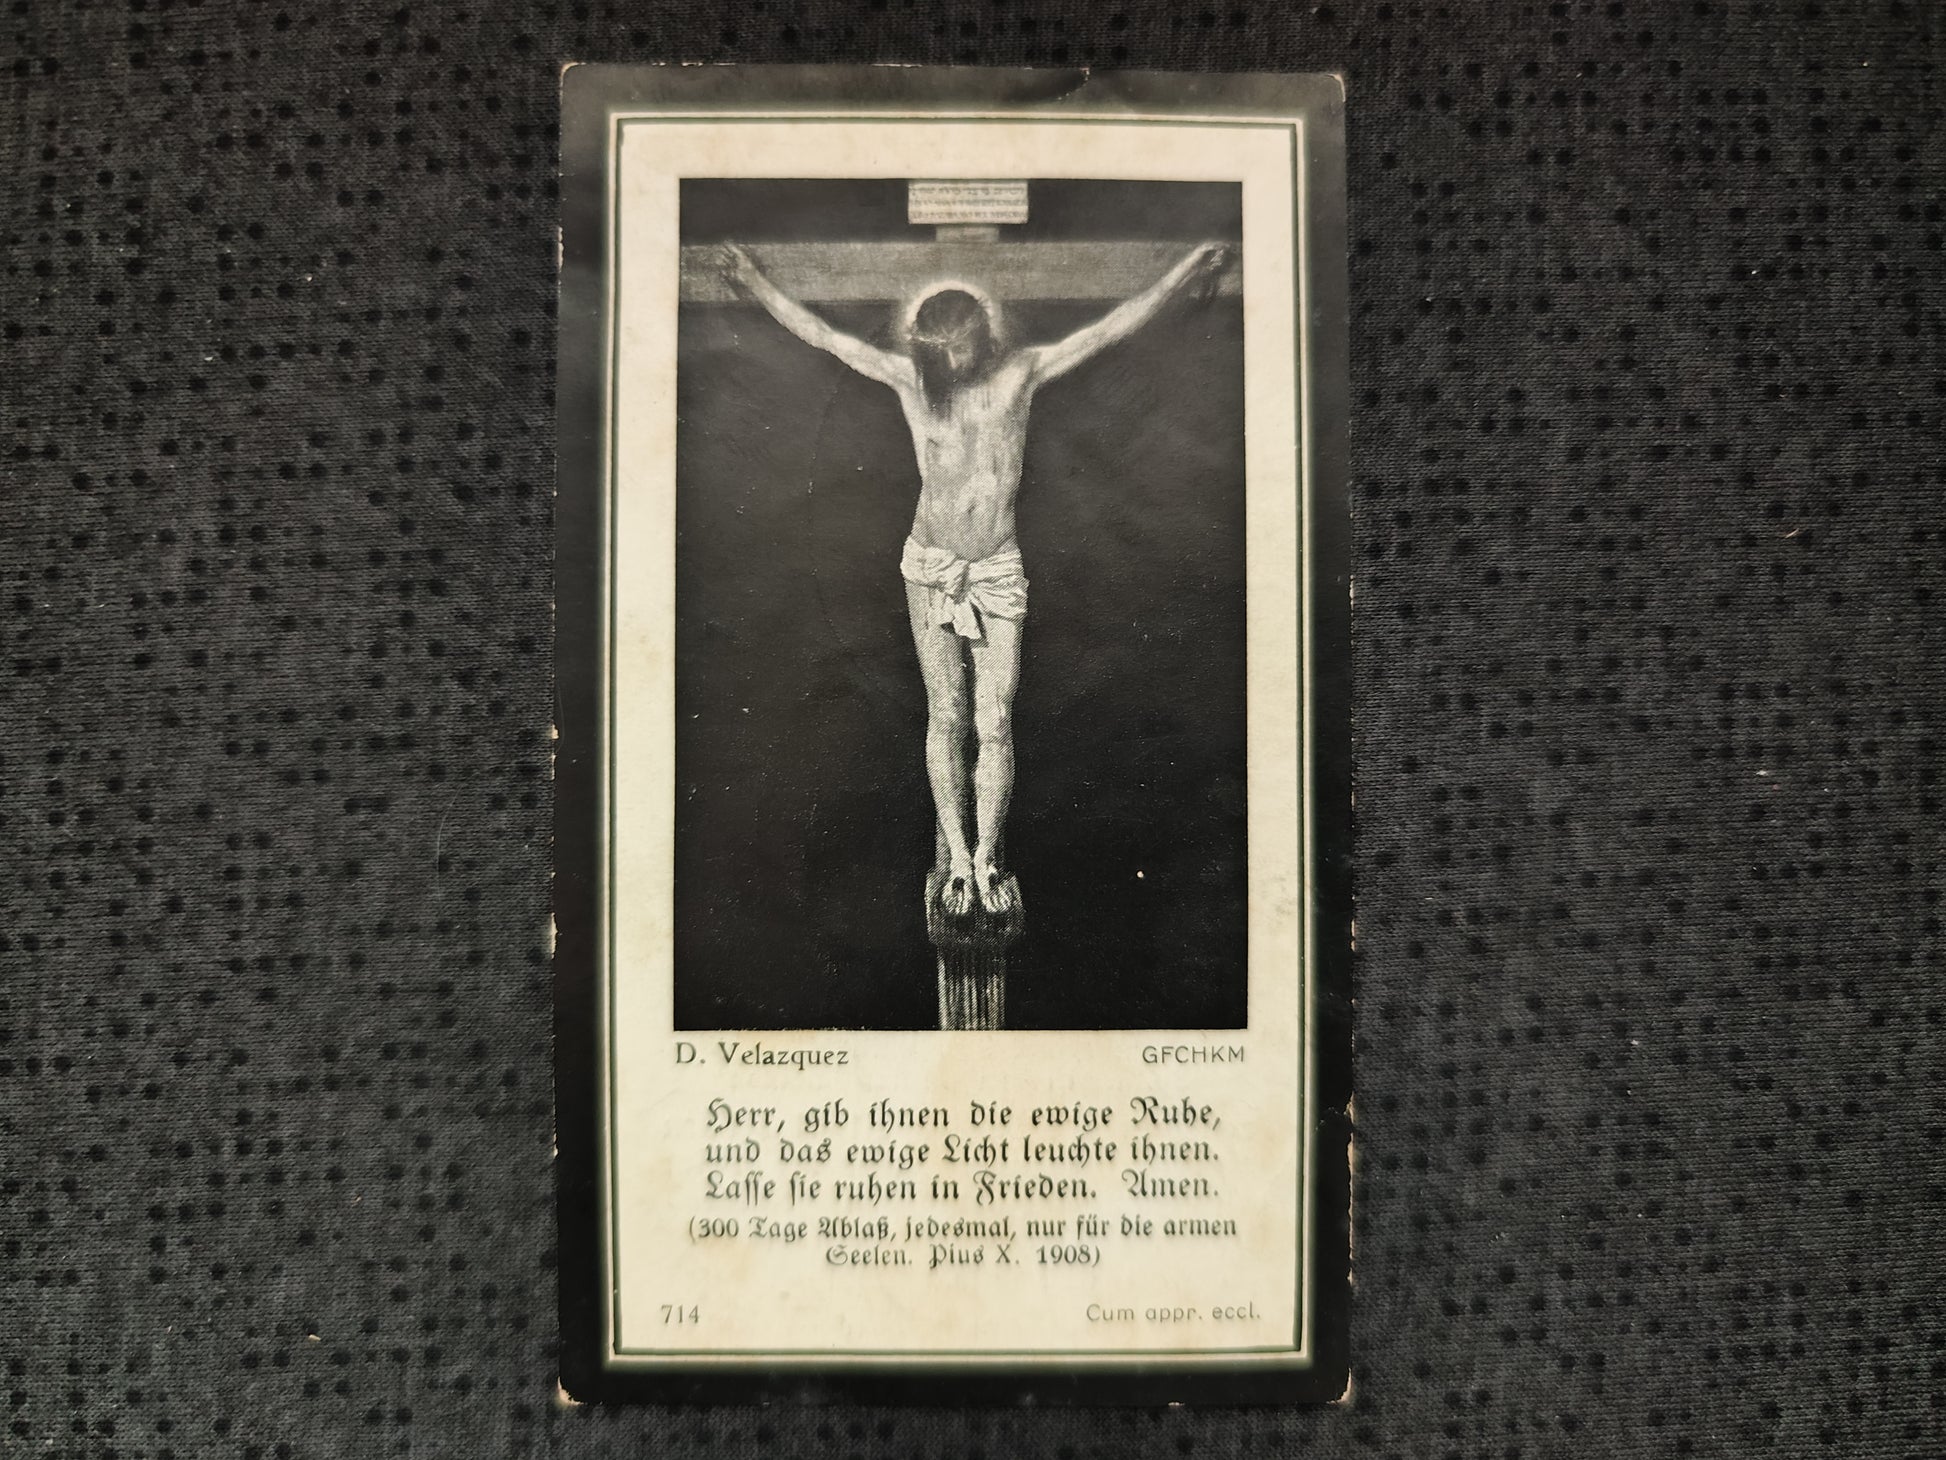 D. Velazquez GFCHKM
Herr, gib ihnen die ewige Ruhe,
und das ewige Licht leuchte ihnen.
Lasse sie ruhen in Frieden. Amen.
(300 Tage Ablaß, jedesmal, nur für die armen
Seelen. Pius X. 1908)
714 Cum appr. eccl.